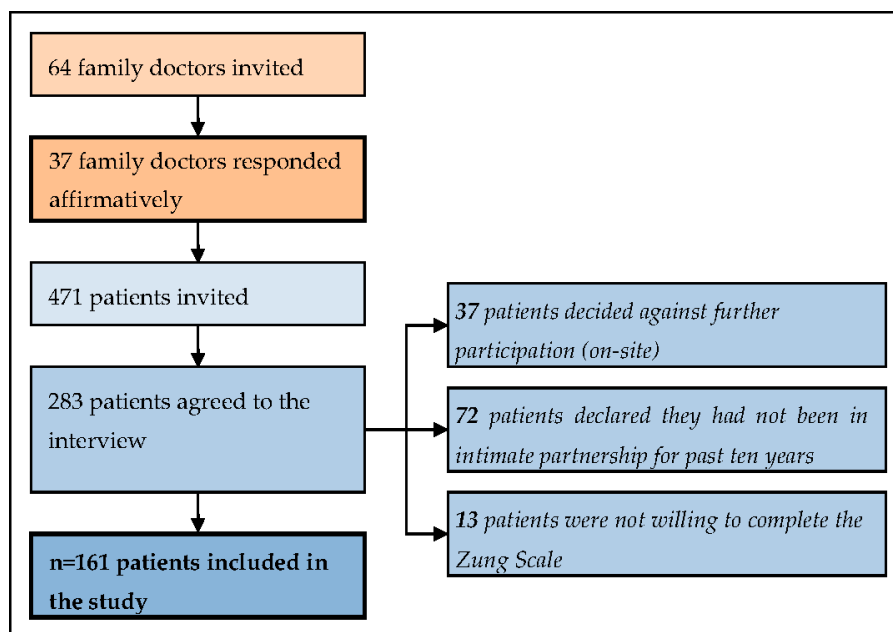 64 family doctors invited
37 family doctors responded
affirmatively
471 patients invited
283 patients agreed to the
interview
n=161 patients included in
the study
37 patients decided against further
participation (on-site)
72 patients declared they had not been in
intimate partnership for past ten years
13 patients were not willing to complete the
Zung Scale